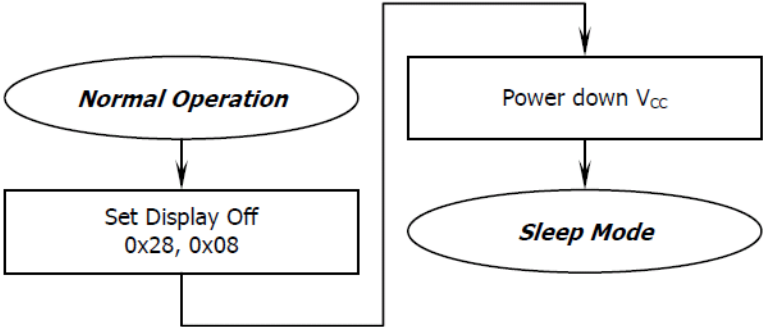 Normal Operation
Set Display Off
0x28, 0x08
Power down V<sub>CC</sub>
Sleep Mode